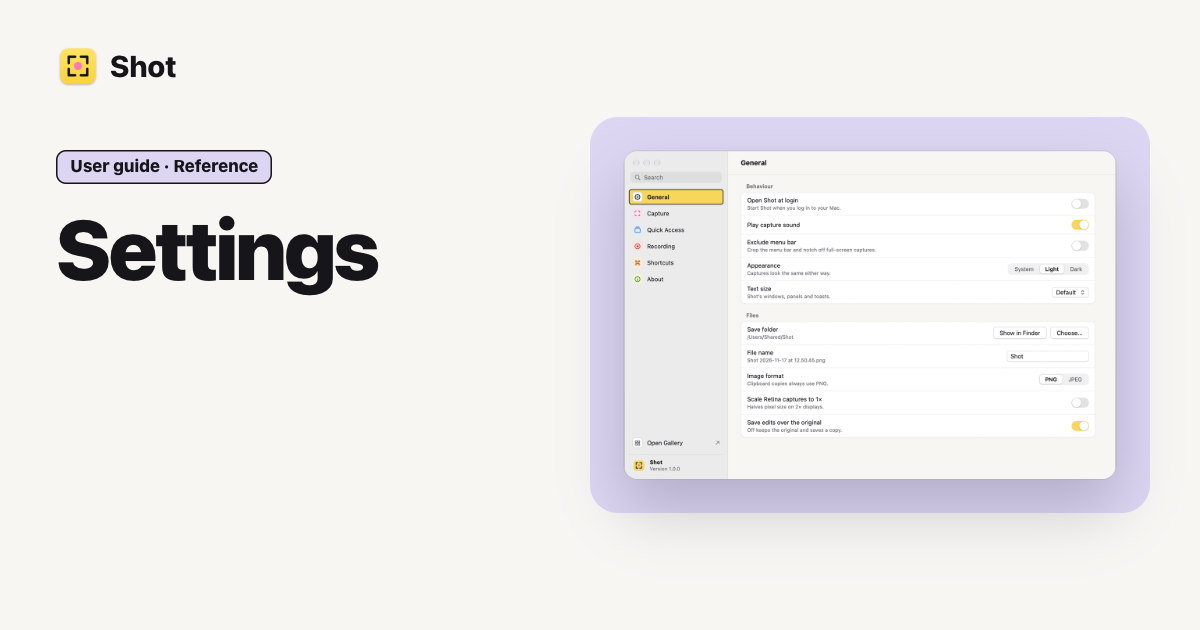 Shot
User guide · Reference
Settings
Search
General
Capture
Quick Access
Recording
Shortcuts
About
Open Gallery
Shot
Version 1.0.0
General
Behaviour
Open Shot at login
Start Shot when you log in to your Mac.
Play capture sound
Exclude menu bar
Crop the menu bar and notch off full-screen captures.
Appearance
Captures look the same either way.
System Light Dark
Text size
Shot's windows, panels and toasts.
Default
Files
Save folder
/Users/Shared/Shot
Show in Finder Choose...
File name
Shot 2026-11-17 at 12.50.45.png
Shot
Image format
Clipboard copies always use PNG.
PNG JPEG
Scale Retina captures to 1×
Halves pixel size on 2× displays.
Save edits over the original
Off keeps the original and saves a copy.